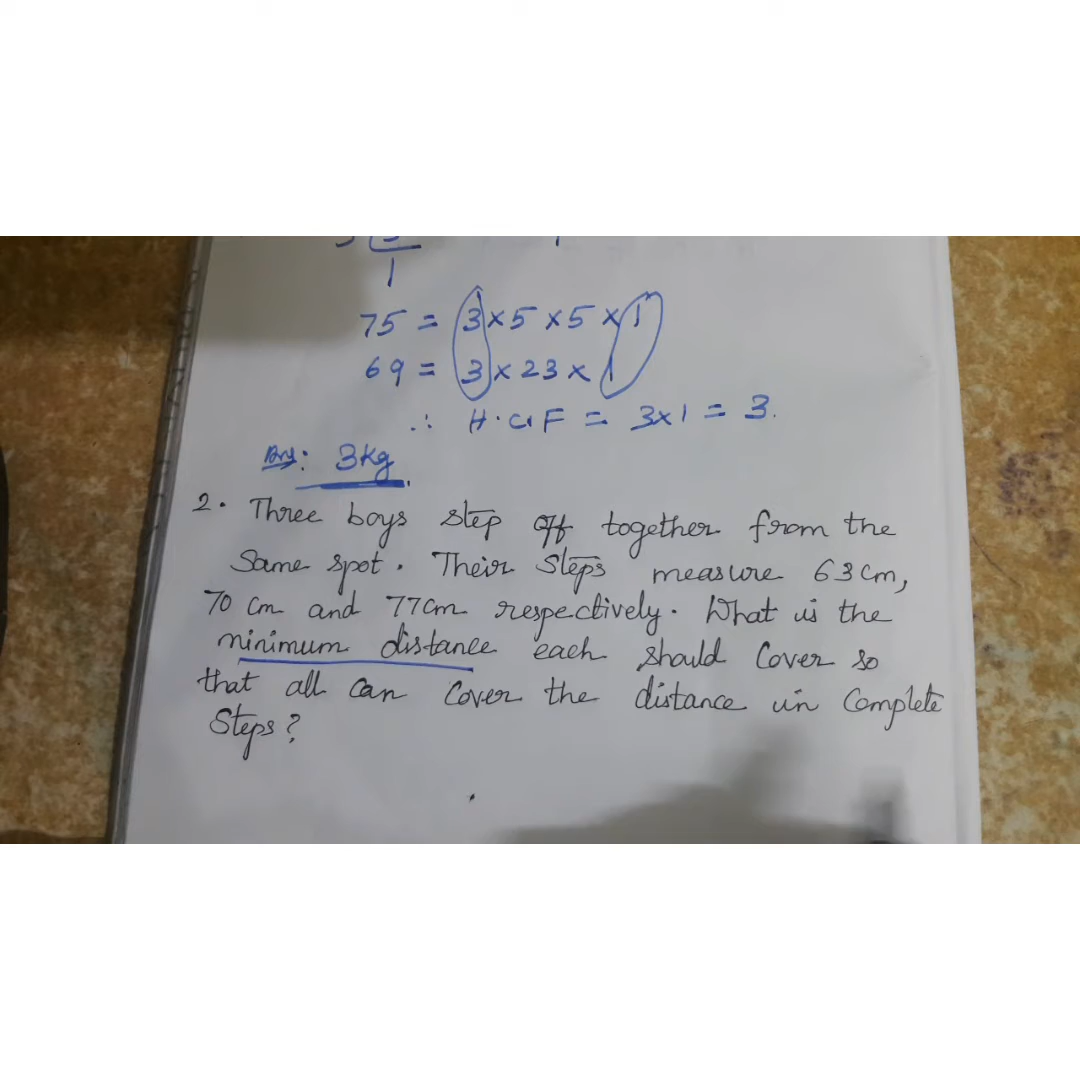 1
75 = 3 × 5 × 5 × 1
69 = 3 × 23 × 1
∴ H.C.F = 3×1 = 3.
Ans: 3Kg.
2. Three boys step off together from the
Same spot. Their Steps measure 63cm,
70 cm and 77cm respectively. What is the
minimum distance each should Cover so
that all Can Cover the distance in Complete
Steps?